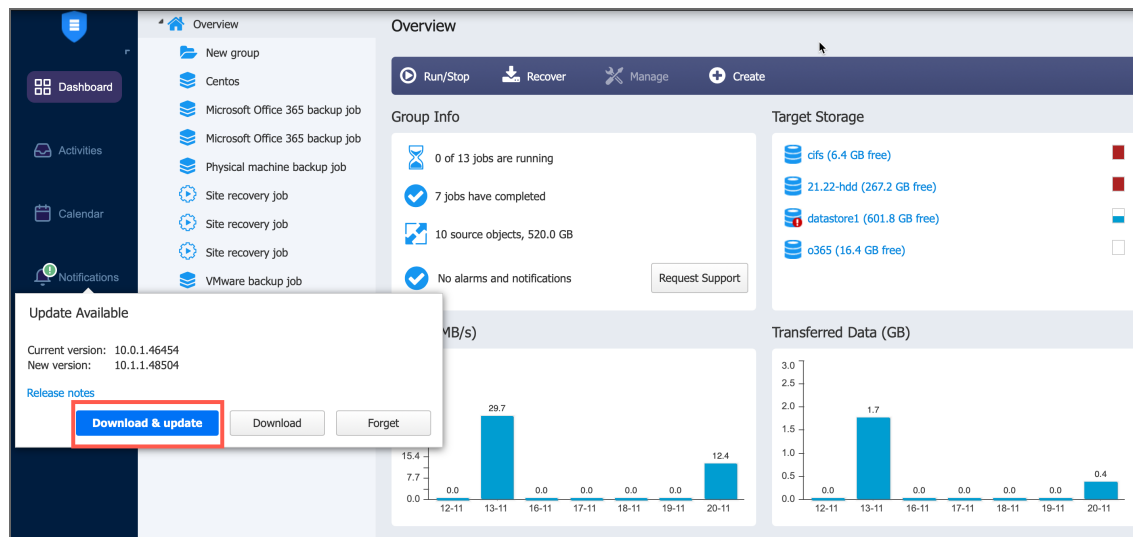 Dashboard
Activities
Calendar
Notifications
Overview
New group
Centos
Microsoft Office 365 backup job
Microsoft Office 365 backup job
Physical machine backup job
Site recovery job
Site recovery job
Site recovery job
VMware backup job
Update Available
Current version: 10.0.1.46454
New version: 10.1.1.48504
Release notes
Download & update Download Forget
Overview
Run/Stop Recover Manage Create
Group Info
0 of 13 jobs are running
7 jobs have completed
10 source objects, 520.0 GB
No alarms and notifications Request Support
Target Storage
cifs (6.4 GB free)
21.22-hdd (267.2 GB free)
datastore1 (601.8 GB free)
o365 (16.4 GB free)
MB/s)
29.7
15.4
12.4
7.7
0.0 0.0 0.0 0.0 0.0
0.0
12-11 13-11 16-11 17-11 18-11 19-11 20-11
Transferred Data (GB)
3.0
2.5
2.0
1.7
1.5
1.0
0.5
0.4
0.0 0.0 0.0 0.0 0.0
0.0
12-11 13-11 16-11 17-11 18-11 19-11 20-11